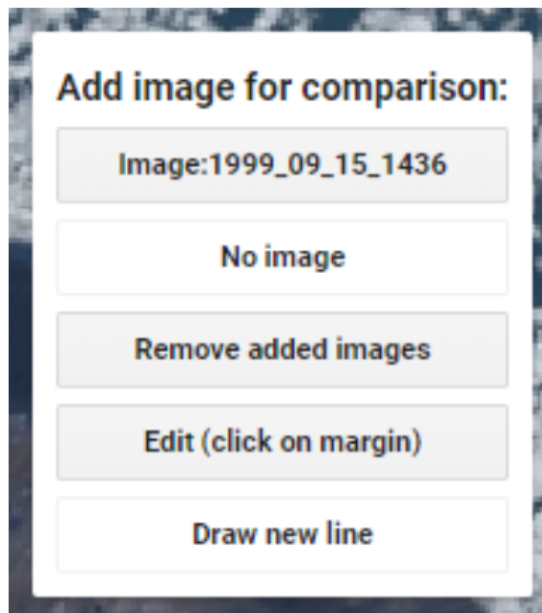 Add image for comparison:
Image:1999_09_15_1436
No image
Remove added images
Edit (click on margin)
Draw new line